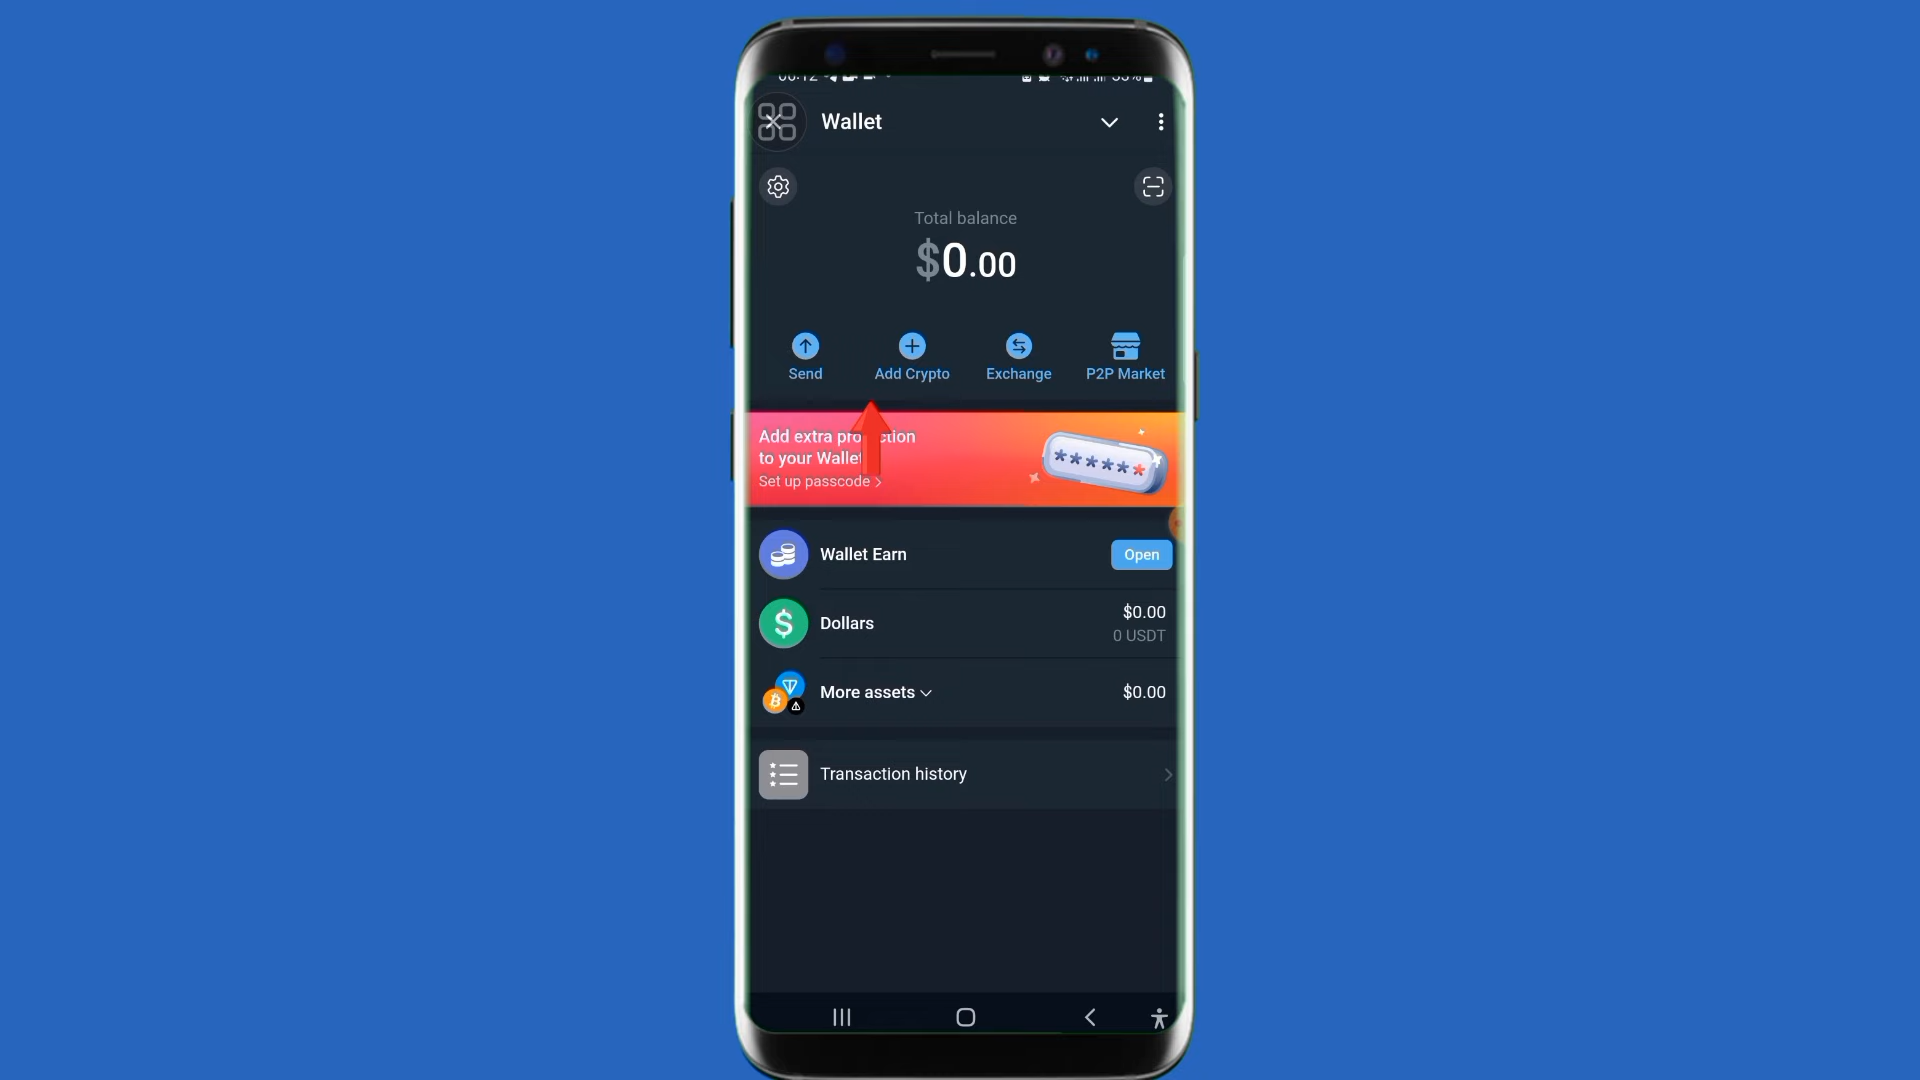 Wallet
Total balance
$0.00
Send
Add Crypto
Exchange
P2P Market
Add extra
to your Wallet
Set up passcode
******
Wallet Earn
Open
Dollars
$0.00
0 USDT
More assets
$0.00
Transaction history